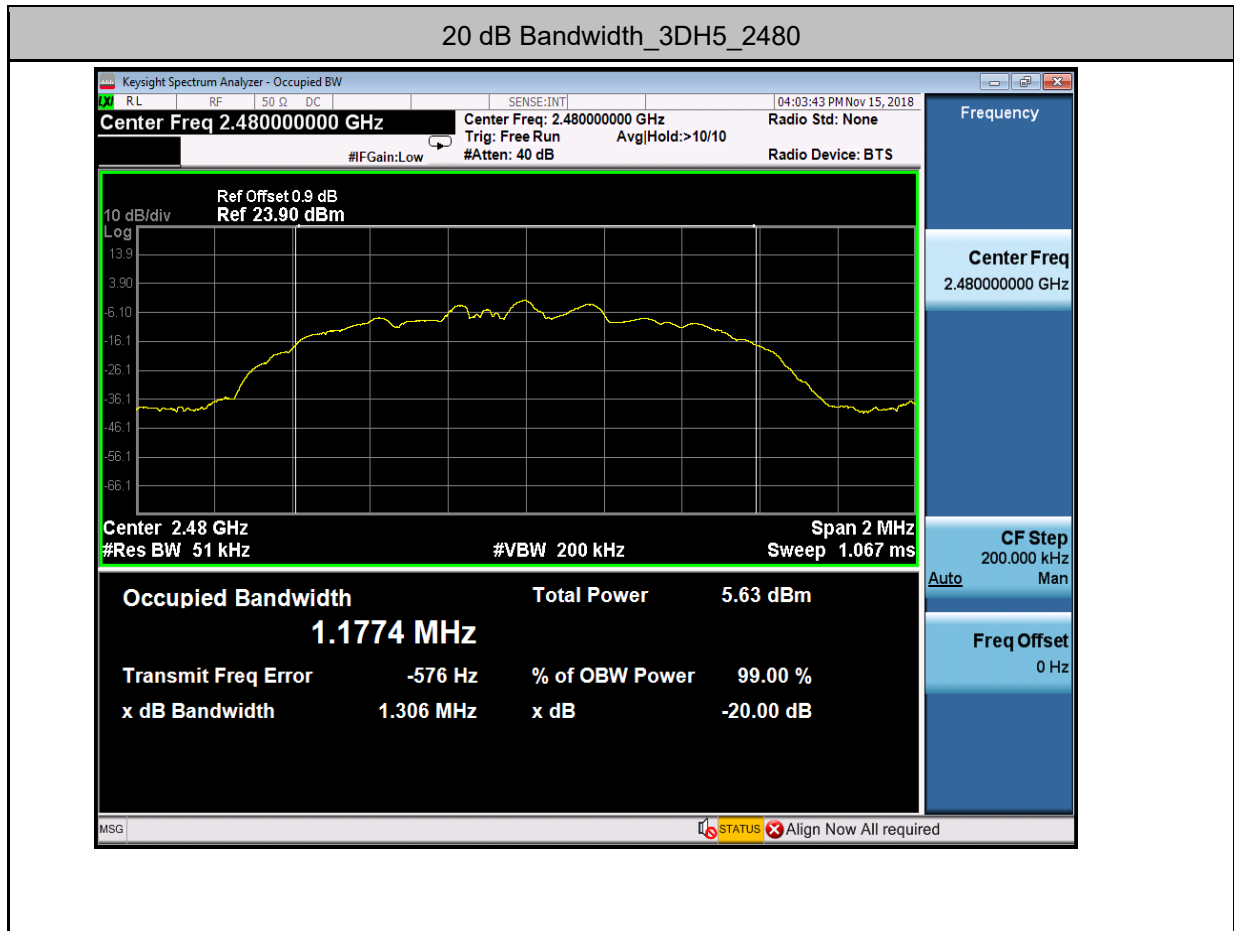 20 dB Bandwidth_3DH5_2480
Keysight Spectrum Analyzer - Occupied BW
LXI RL RF 50 Ω DC SENSE:INT 04:03:43 PM Nov 15, 2018
Center Freq 2.480000000 GHz Center Freq: 2.480000000 GHz Radio Std: None
Trig: Free Run Avg|Hold:>10/10
#IFGain:Low #Atten: 40 dB Radio Device: BTS
Frequency
Ref Offset 0.9 dB
10 dB/div Ref 23.90 dBm
Log
13.9
3.90
-6.10
-16.1
-26.1
-36.1
-46.1
-56.1
-66.1
Center 2.48 GHz Span 2 MHz
#Res BW 51 kHz #VBW 200 kHz Sweep 1.067 ms
Center Freq
2.480000000 GHz
CF Step
200.000 kHz
Auto Man
Freq Offset
0 Hz
Occupied Bandwidth Total Power 5.63 dBm
1.1774 MHz
Transmit Freq Error -576 Hz % of OBW Power 99.00 %
x dB Bandwidth 1.306 MHz x dB -20.00 dB
MSG STATUS Align Now All required